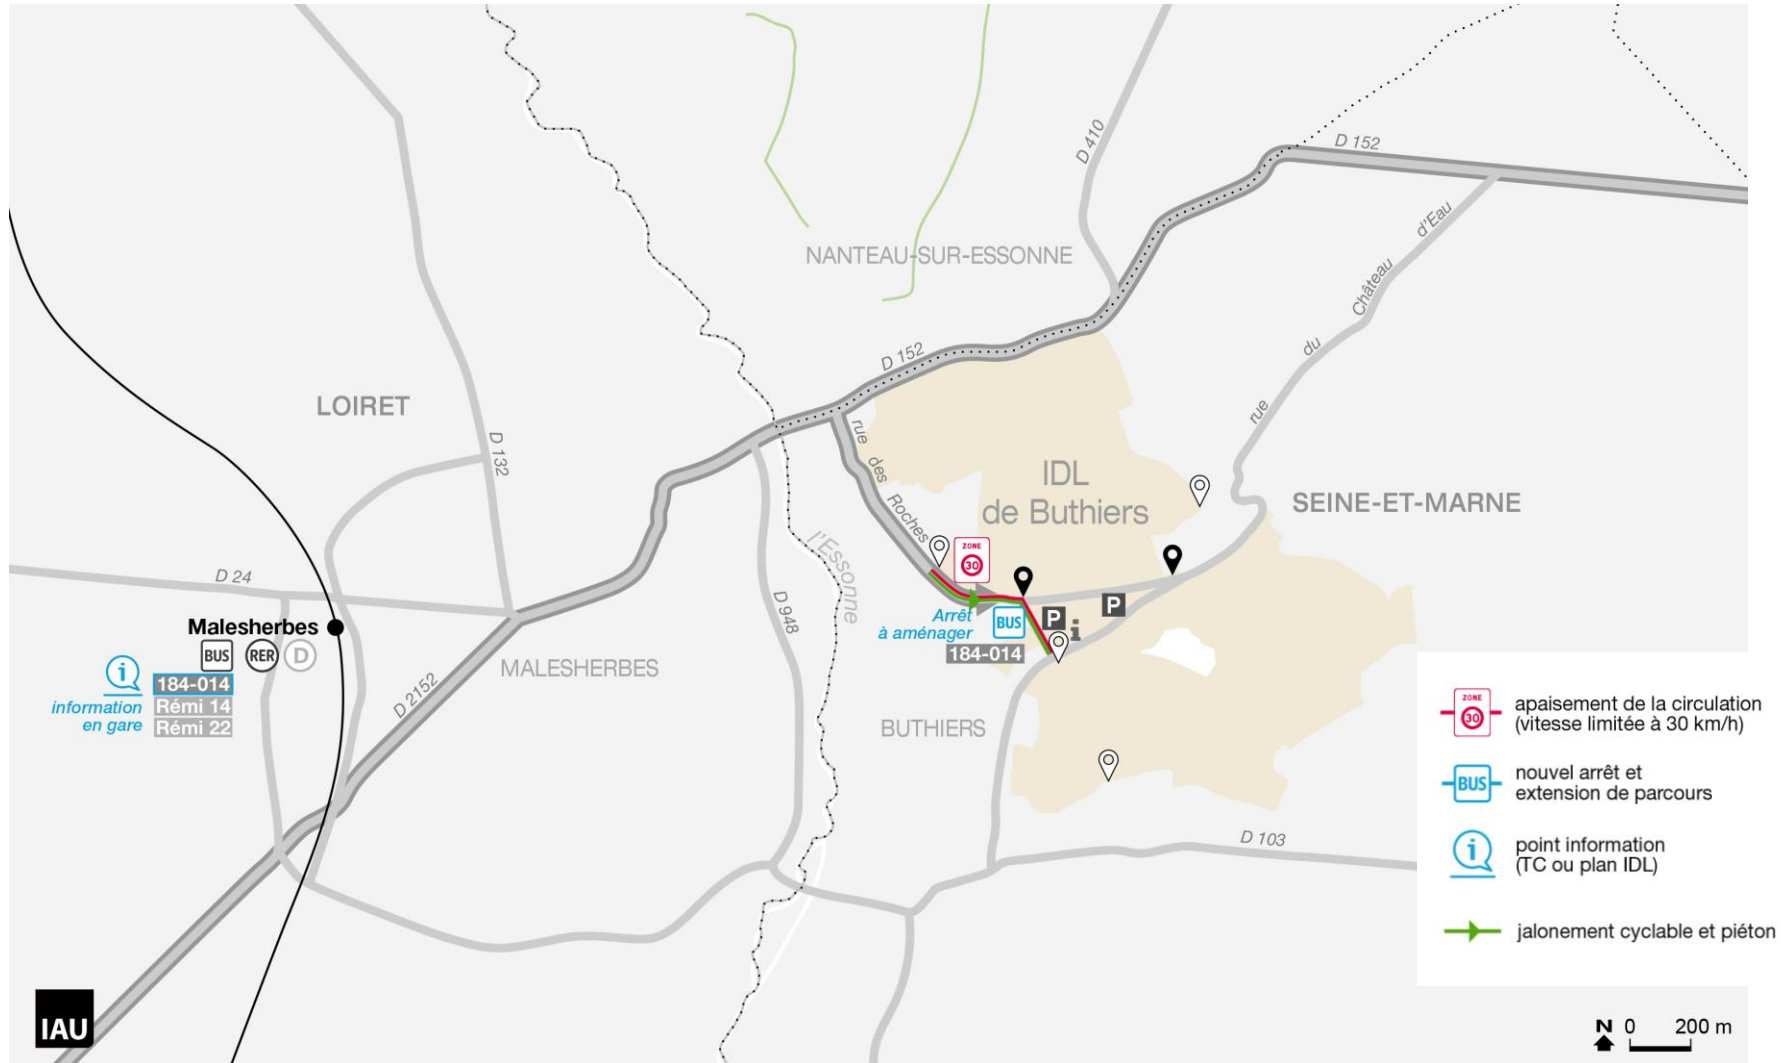 D 410
D 152
d'Eau
NANTEAU-SUR-ESSONNE
Château
du
D 152
LOIRET
rue
rue
D 132
des
IDL
de Buthiers
Roches
SEINE-ET-MARNE
l'Essonne
ZONE
30
D 24
D 948
Malesherbes
BUS RER D
Arrêt
à aménager
BUS
P
P
i
184-014
i
information
en gare
184-014
Rémi 14
Rémi 22
MALESHERBES
D 2152
BUTHIERS
D 103
ZONE
30
apaisement de la circulation
(vitesse limitée à 30 km/h)
BUS
nouvel arrêt et
extension de parcours
i
point information
(TC ou plan IDL)
jalonement cyclable et piéton
IAU
N 0 200 m